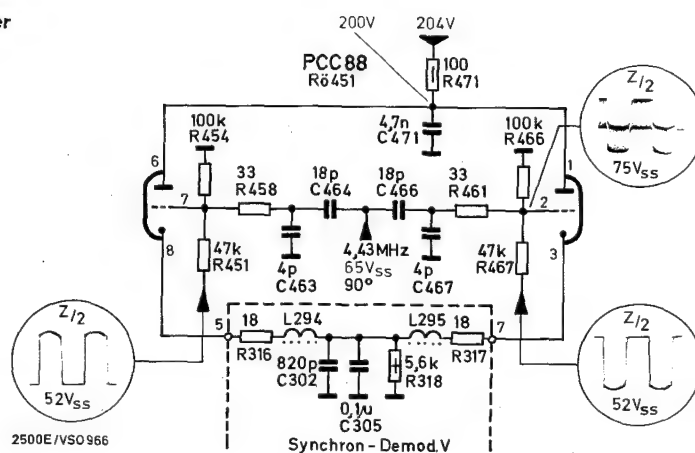 er
200V
204V
PCC88
Rö451
100
R471
Z/2
75Vss
100k
R454
4,7n
C471
100k
R466
6
1
33
R458
18p
C464
18p
C466
33
R461
7
2
8
3
47k
R451
4p
C463
4,43MHz
65Vss
90°
4p
C467
47k
R467
Z/2
52Vss
5
18
R316
L294
L295
18
R317
7
Z/2
52Vss
820p
C302
0,1u
C305
5,6k
R318
Synchron-Demod.V
2500E/VSO966